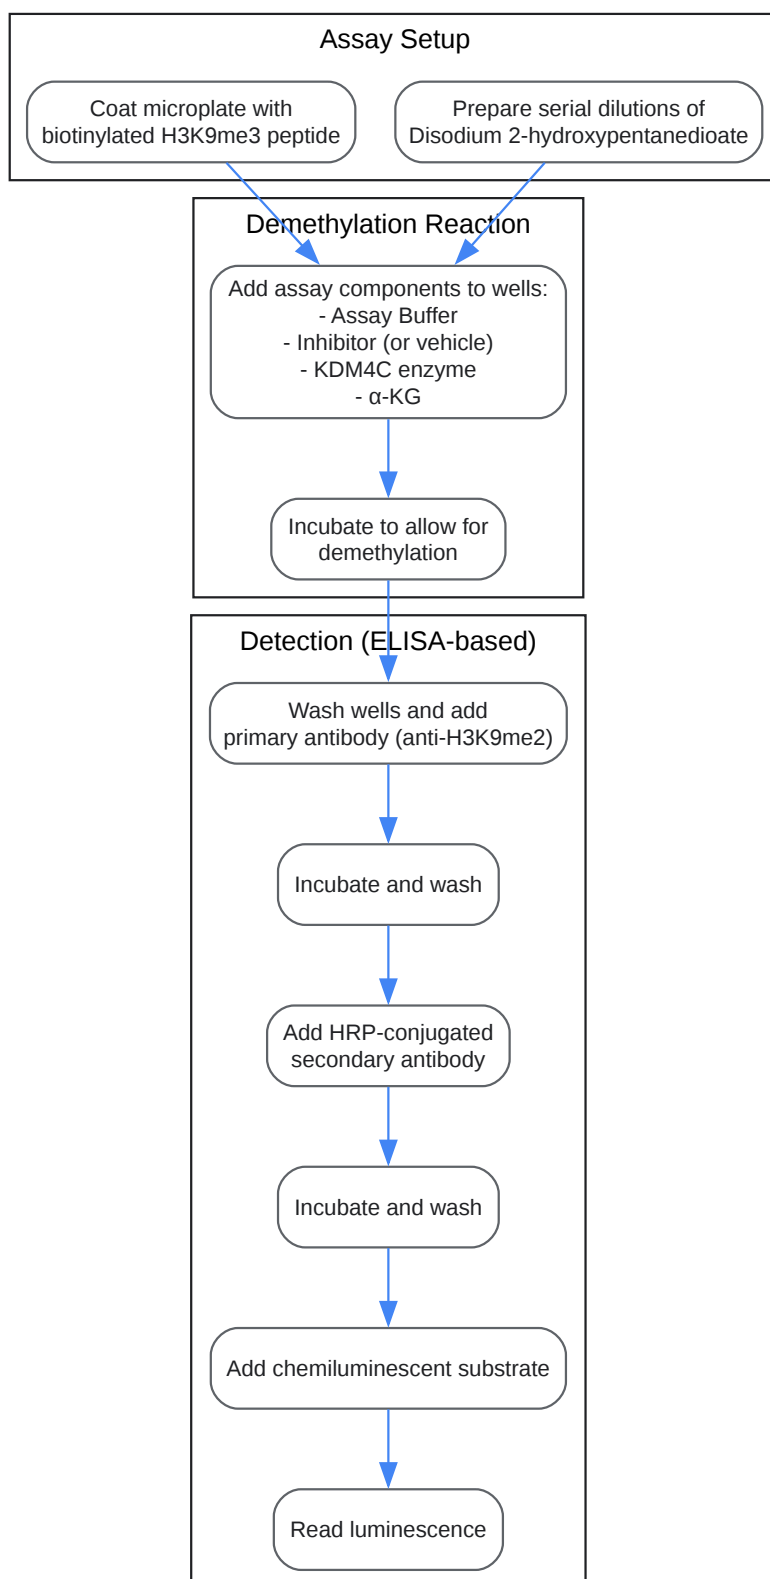 Assay Setup
Coat microplate with
biotinylated H3K9me3 peptide
Prepare serial dilutions of
Disodium 2-hydroxypentanedioate
Demethylation Reaction
Add assay components to wells:
- Assay Buffer
- Inhibitor (or vehicle)
- KDM4C enzyme
- α-KG
Incubate to allow for
demethylation
Detection (ELISA-based)
Wash wells and add
primary antibody (anti-H3K9me2)
Incubate and wash
Add HRP-conjugated
secondary antibody
Incubate and wash
Add chemiluminescent substrate
Read luminescence